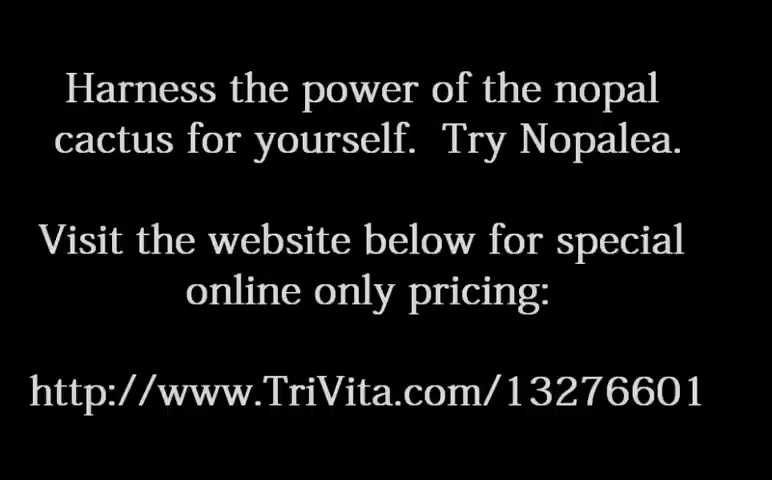 Harness the power of the nopal
cactus for yourself.  Try Nopalea.
Visit the website below for special
online only pricing:
http://www.TriVita.com/13276601